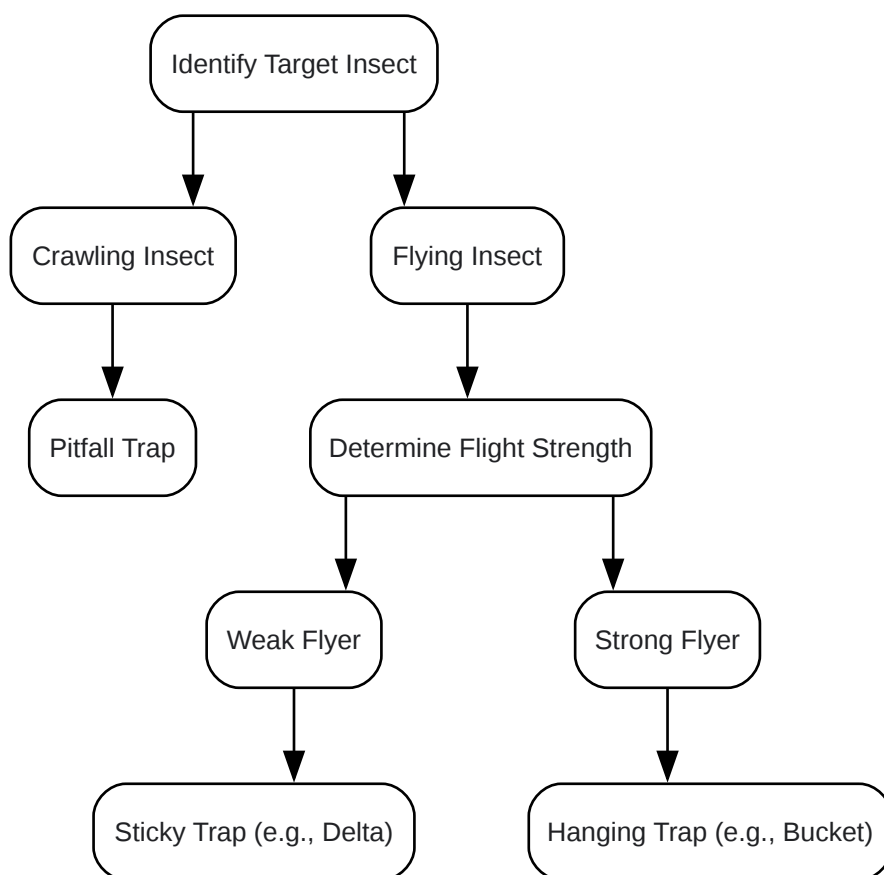 Identify Target Insect
Crawling Insect
Flying Insect
Pitfall Trap
Determine Flight Strength
Weak Flyer
Strong Flyer
Sticky Trap (e.g., Delta)
Hanging Trap (e.g., Bucket)